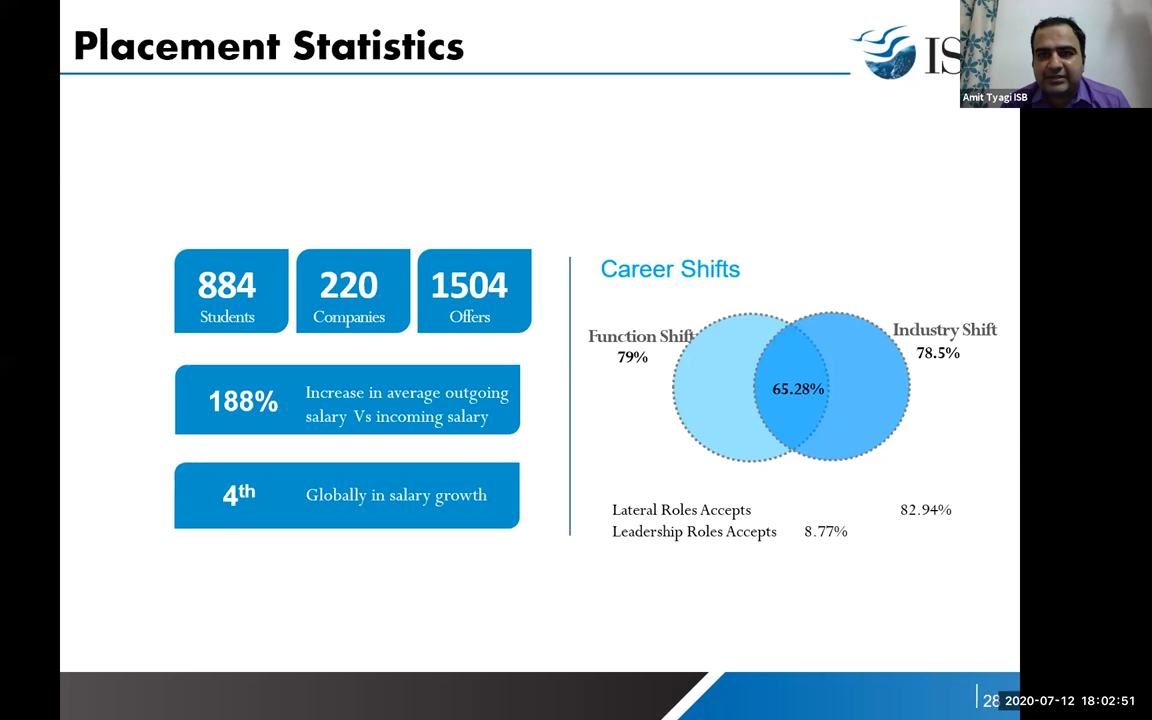 Placement Statistics
IS
Amit Tyagi ISB
884
Students
220
Companies
1504
Offers
188%
Increase in average outgoing
salary Vs incoming salary
4th
Globally in salary growth
Career Shifts
Function Shift
79%
Industry Shift
78.5%
65.28%
Lateral Roles Accepts 82.94%
Leadership Roles Accepts 8.77%
28
2020-07-12 18:02:51